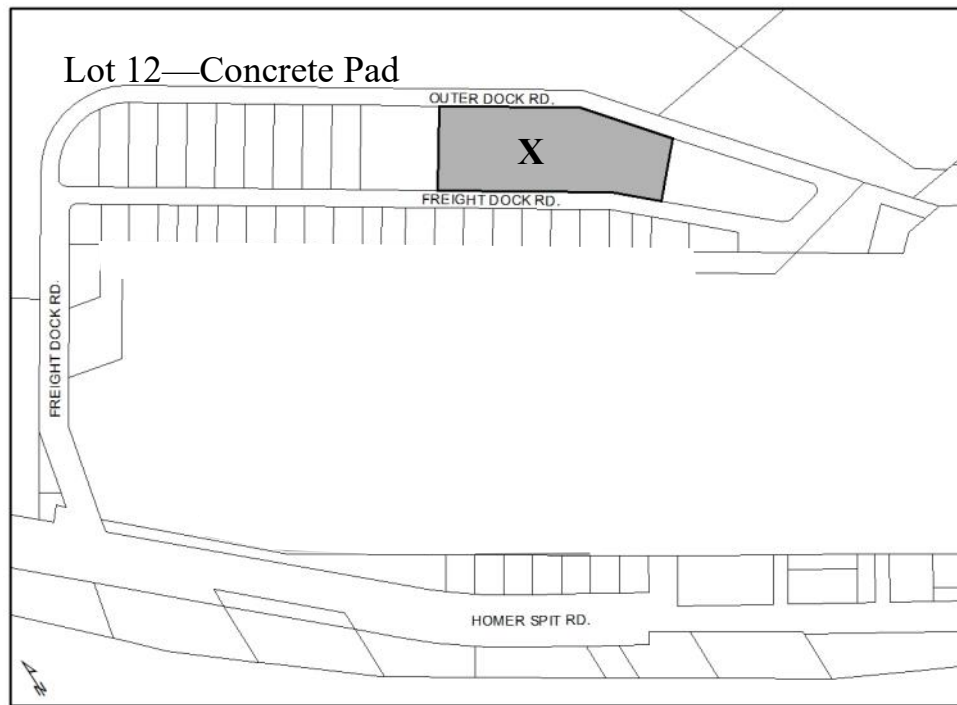 Lot 12—Concrete Pad
OUTER DOCK RD.
X
FREIGHT DOCK RD.
FREIGHT DOCK RD.
HOMER SPIT RD.
N